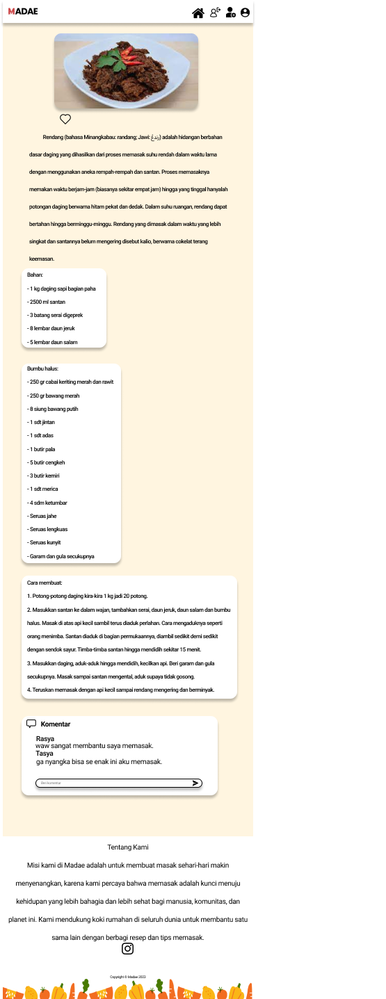 MADAE
Rendang (bahasa Minangkabau: randang; Jawi: رندڠ) adalah hidangan berbahan
dasar daging yang dihasilkan dari proses memasak suhu rendah dalam waktu lama
dengan menggunakan aneka rempah-rempah dan santan. Proses memasaknya
memakan waktu berjam-jam (biasanya sekitar empat jam) hingga yang tinggal hanyalah
potongan daging berwarna hitam pekat dan dedak. Dalam suhu ruangan, rendang dapat
bertahan hingga berminggu-minggu. Rendang yang dimasak dalam waktu yang lebih
singkat dan santannya belum mengering disebut kalio, berwarna cokelat terang
keemasan.
Bahan:
- 1 kg daging sapi bagian paha
- 2500 ml santan
- 3 batang serai digeprek
- 8 lembar daun jeruk
- 5 lembar daun salam
Bumbu halus:
- 250 gr cabai keriting merah dan rawit
- 250 gr bawang merah
- 8 siung bawang putih
- 1 sdt jintan
- 1 sdt adas
- 1 butir pala
- 5 butir cengkeh
- 3 butir kemiri
- 1 sdt merica
- 4 sdm ketumbar
- Seruas jahe
- Seruas lengkuas
- Seruas kunyit
- Garam dan gula secukupnya
Cara membuat:
1. Potong-potong daging kira-kira 1 kg jadi 20 potong.
2. Masukkan santan ke dalam wajan, tambahkan serai, daun jeruk, daun salam dan bumbu
halus. Masak di atas api kecil sambil terus diaduk perlahan. Cara mengaduknya seperti
orang menimba. Santan diaduk di bagian permukaannya, diambil sedikit demi sedikit
dengan sendok sayur. Timba-timba santan hingga mendidih sekitar 15 menit.
3. Masukkan daging, aduk-aduk hingga mendidih, kecilkan api. Beri garam dan gula
secukupnya. Masak sampai santan mengental, aduk supaya tidak gosong.
4. Teruskan memasak dengan api kecil sampai rendang mengering dan berminyak.
Komentar
Rasya
waw sangat membantu saya memasak.
Tasya
ga nyangka bisa se enak ini aku memasak.
Beri komentar
Tentang Kami
Misi kami di Madae adalah untuk membuat masak sehari-hari makin
menyenangkan, karena kami percaya bahwa memasak adalah kunci menuju
kehidupan yang lebih bahagia dan lebih sehat bagi manusia, komunitas, dan
planet ini. Kami mendukung koki rumahan di seluruh dunia untuk membantu satu
sama lain dengan berbagi resep dan tips memasak.
Copyright © Madae 2023